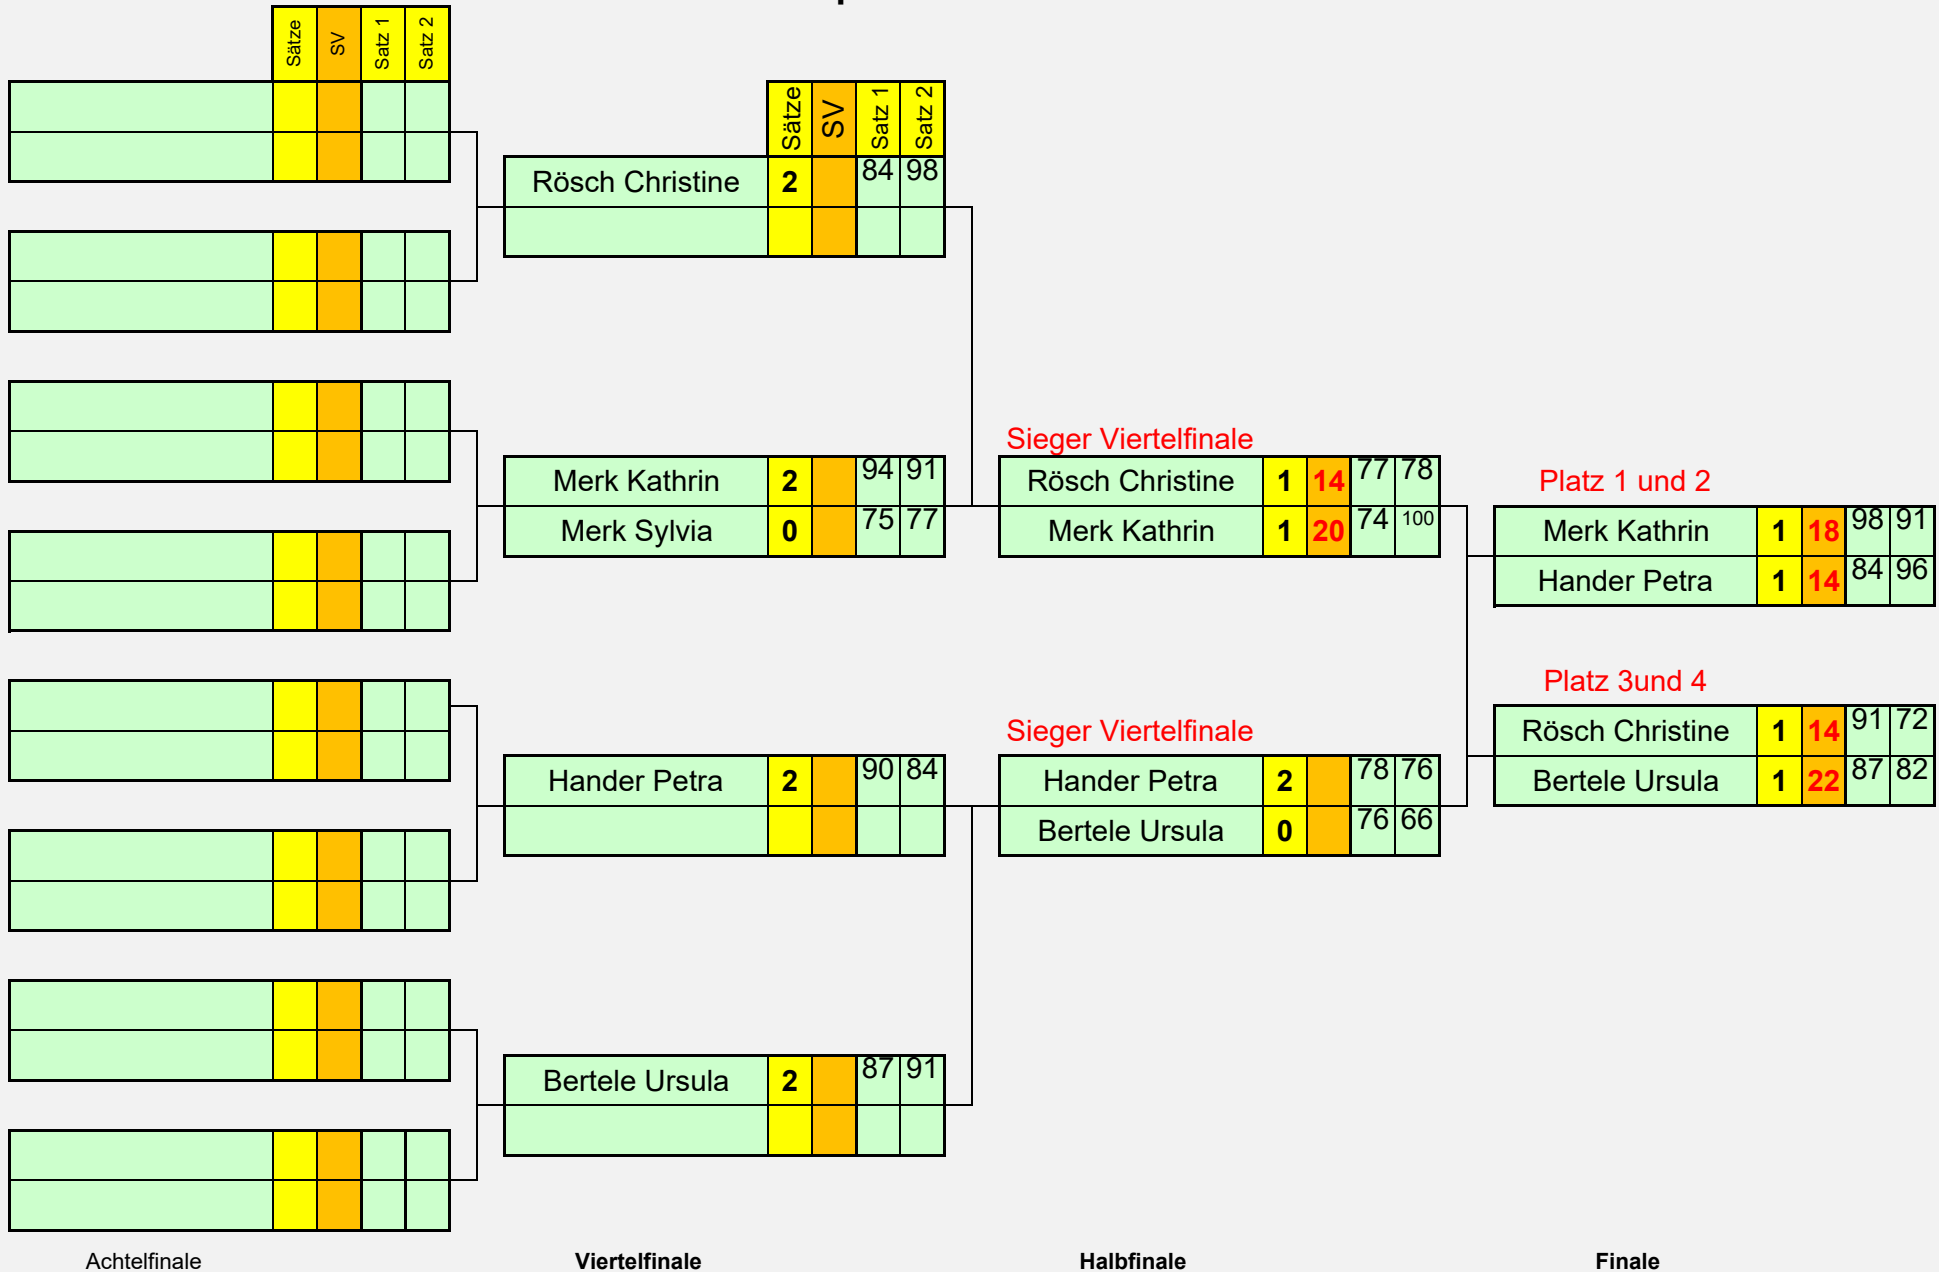 Sätze SV Satz 1 Satz 2
Sätze SV Satz 1 Satz 2
Rösch Christine 2 84 98
Merk Kathrin 2 94 91
Merk Sylvia 0 75 77
Hander Petra 2 90 84
Bertele Ursula 2 87 91
Sieger Viertelfinale
Rösch Christine 1 14 77 78
Merk Kathrin 1 20 74 100
Sieger Viertelfinale
Hander Petra 2 78 76
Bertele Ursula 0 76 66
Platz 1 und 2
Merk Kathrin 1 18 98 91
Hander Petra 1 14 84 96
Platz 3und 4
Rösch Christine 1 14 91 72
Bertele Ursula 1 22 87 82
Achtelfinale Viertelfinale Halbfinale Finale